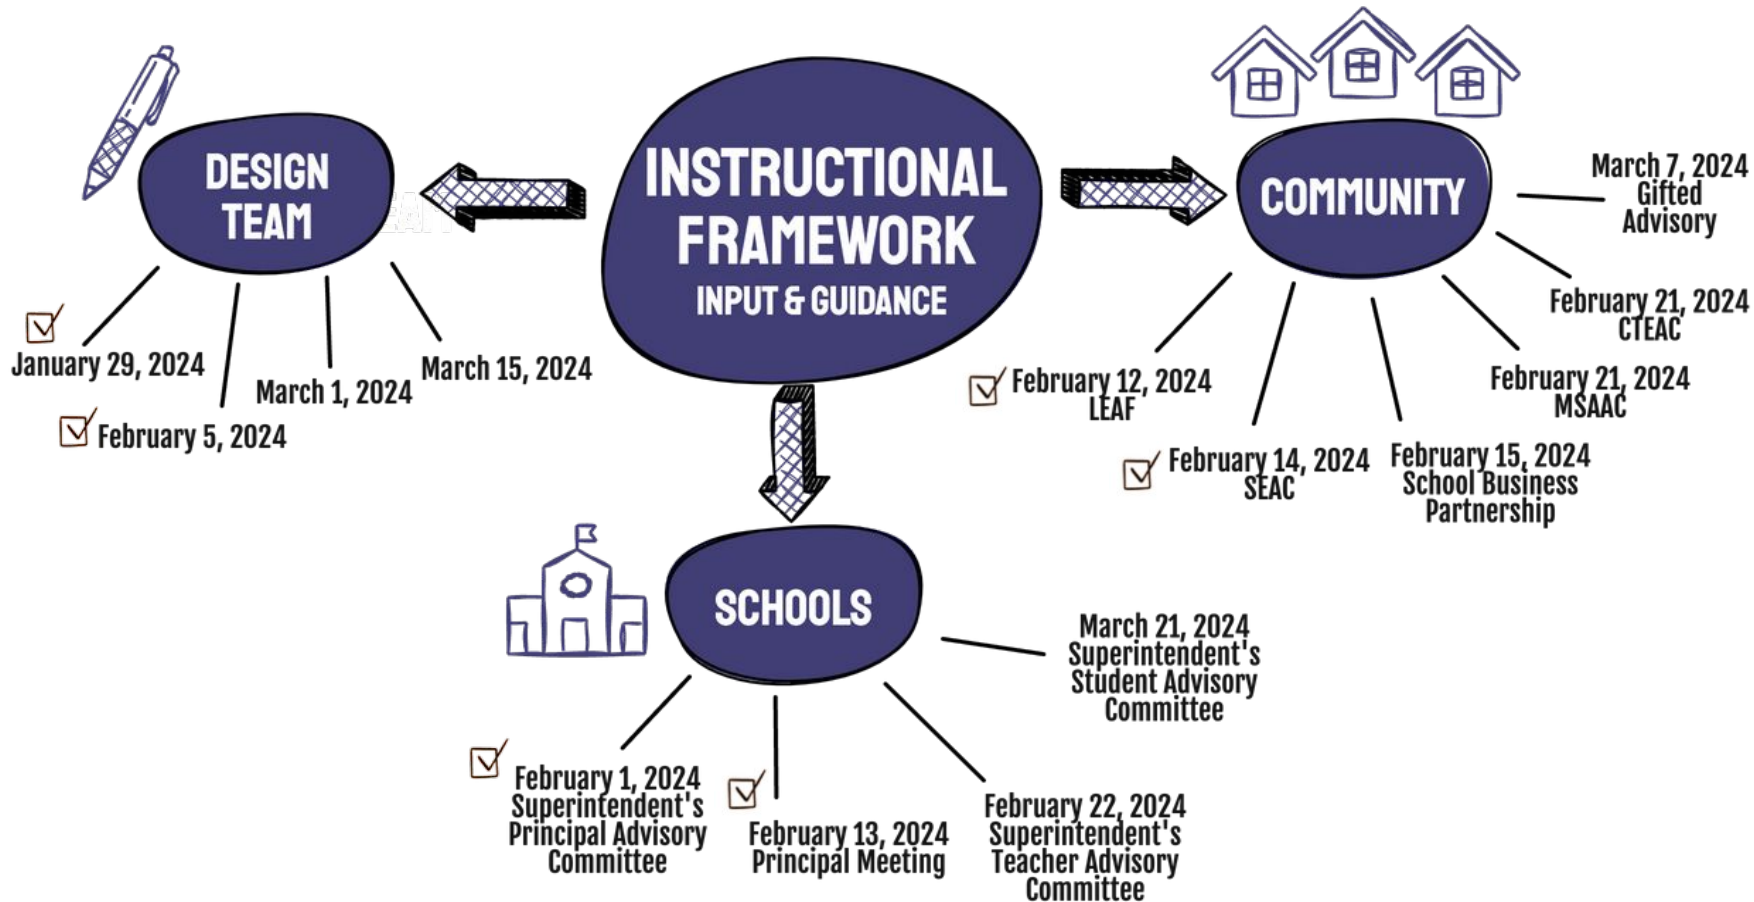 INSTRUCTIONAL
FRAMEWORK
INPUT & GUIDANCE
DESIGN
TEAM
January 29, 2024
February 5, 2024
March 1, 2024
March 15, 2024
COMMUNITY
March 7, 2024
Gifted
Advisory
February 21, 2024
CTEAC
February 21, 2024
MSAAC
February 15, 2024
School Business
Partnership
February 14, 2024
SEAC
February 12, 2024
LEAF
SCHOOLS
February 1, 2024
Superintendent's
Principal Advisory
Committee
February 13, 2024
Principal Meeting
February 22, 2024
Superintendent's
Teacher Advisory
Committee
March 21, 2024
Superintendent's
Student Advisory
Committee